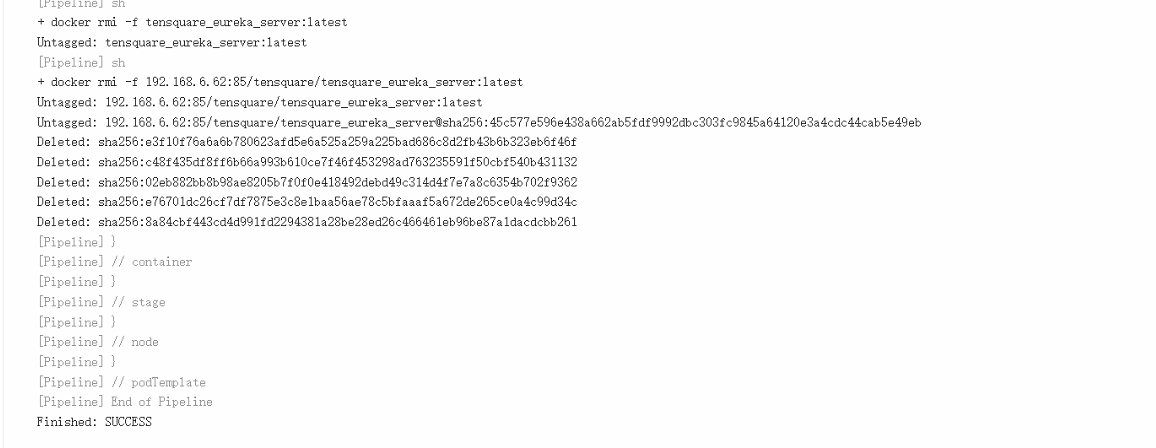 [Pipeline] sh
+ docker rmi -f tensquare_eureka_server:latest
Untagged: tensquare_eureka_server:latest
[Pipeline] sh
+ docker rmi -f 192.168.6.62:85/tensquare/tensquare_eureka_server:latest
Untagged: 192.168.6.62:85/tensquare/tensquare_eureka_server:latest
Untagged: 192.168.6.62:85/tensquare/tensquare_eureka_server@sha256:45c577e596e438a662ab5fdf9992dbc303fc9845a64120e3a4cdc44cab5e49eb
Deleted: sha256:e3f10f76a6a6b780623afd5e6a525a259a225bad686c8d2fb43b6b323eb6f46f
Deleted: sha256:c48f435df8ff6b66a993b610ce7f46f453298ad763235591f50cbf540b431132
Deleted: sha256:02eb882bb8b98ae8205b7f0f0e418492debd49c314d4f7e7a8c6354b702f9362
Deleted: sha256:e76701dc26cf7df7875e3c8e1baa56ae78c5bfaaaf5a672de265ce0a4c99d34c
Deleted: sha256:8a84cbf443cd4d991fd2294381a28be28ed26c466461eb96be87a1dacdcbb261
[Pipeline] }
[Pipeline] // container
[Pipeline] }
[Pipeline] // stage
[Pipeline] }
[Pipeline] // node
[Pipeline] }
[Pipeline] // podTemplate
[Pipeline] End of Pipeline
Finished: SUCCESS